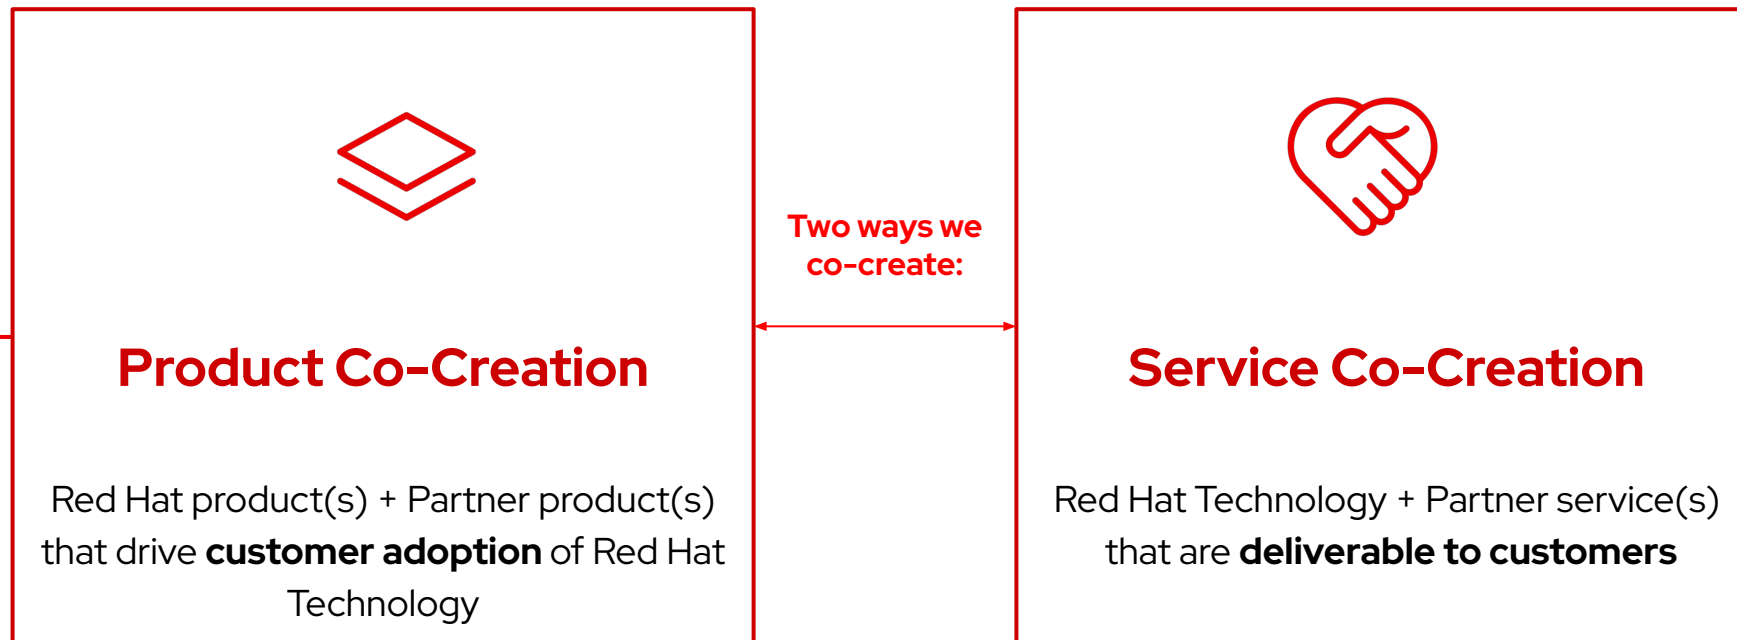 Product Co-Creation
Red Hat product(s) + Partner product(s)
that drive customer adoption of Red Hat
Technology
Two ways we
co-create:
Service Co-Creation
Red Hat Technology + Partner service(s)
that are deliverable to customers